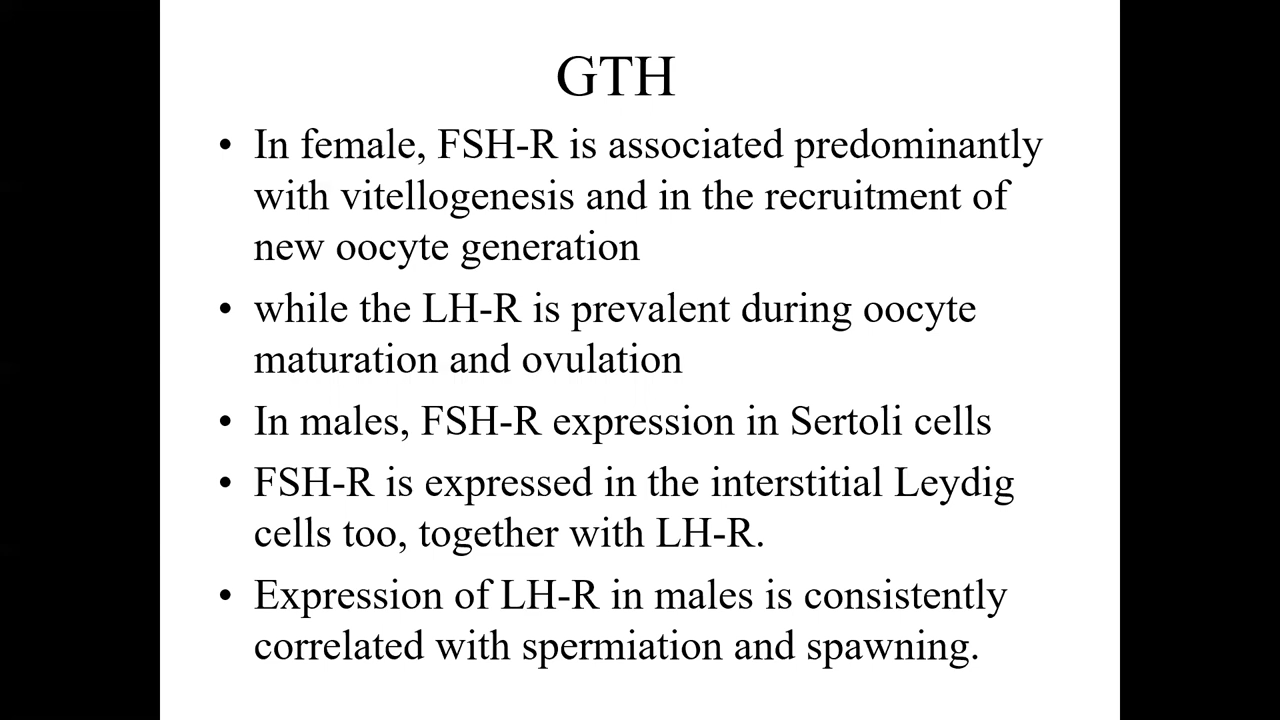 GTH
• In female, FSH-R is associated predominantly
with vitellogenesis and in the recruitment of
new oocyte generation
• while the LH-R is prevalent during oocyte
maturation and ovulation
• In males, FSH-R expression in Sertoli cells
• FSH-R is expressed in the interstitial Leydig
cells too, together with LH-R.
• Expression of LH-R in males is consistently
correlated with spermiation and spawning.